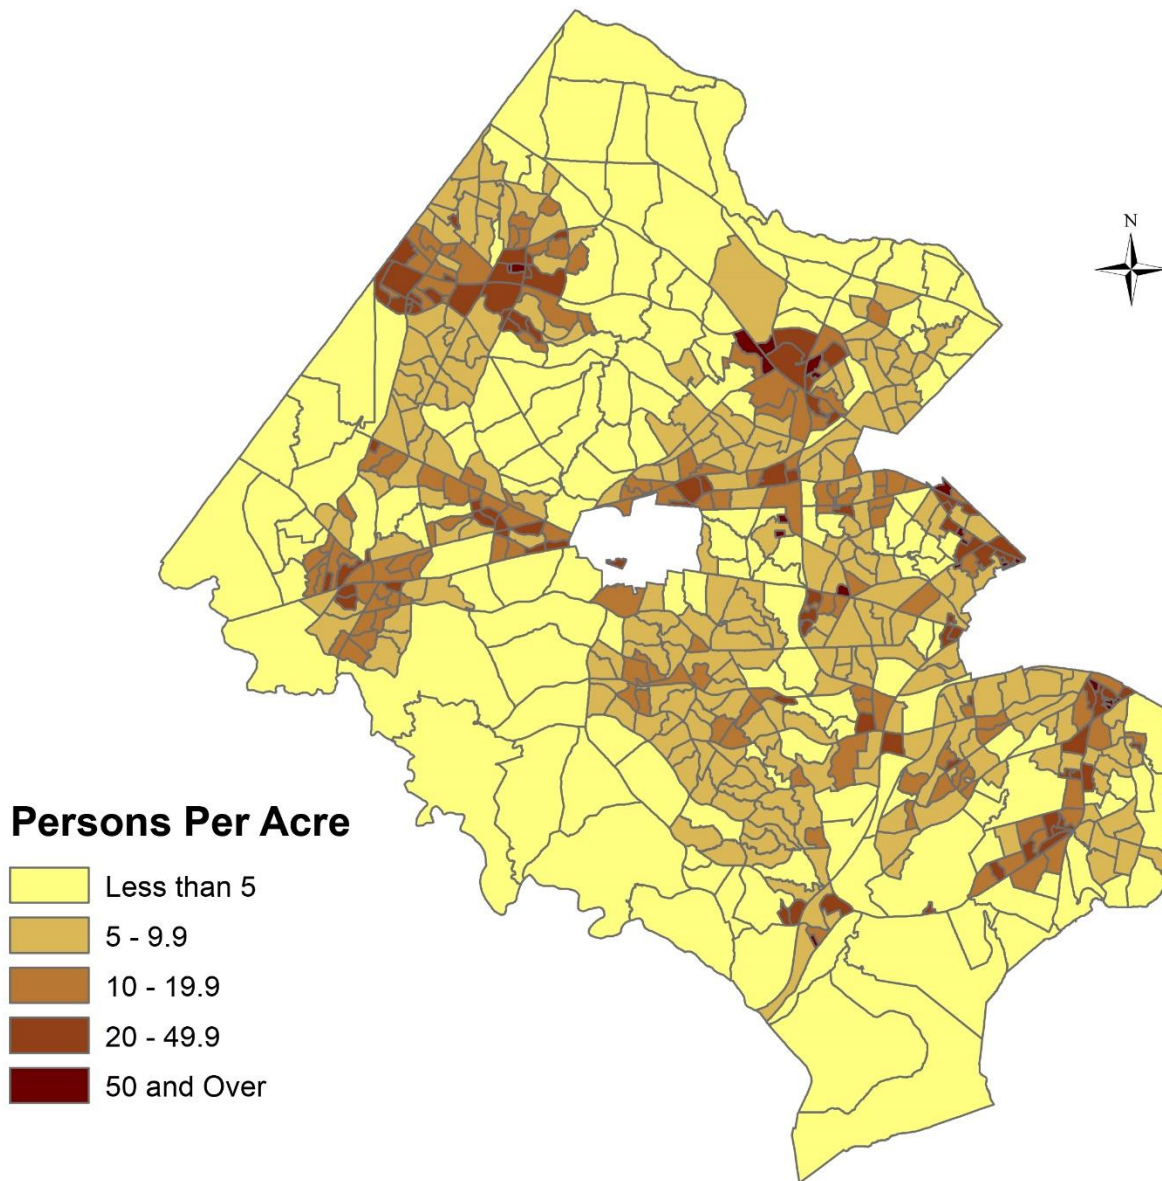 N
Persons Per Acre
Less than 5
5 - 9.9
10 - 19.9
20 - 49.9
50 and Over